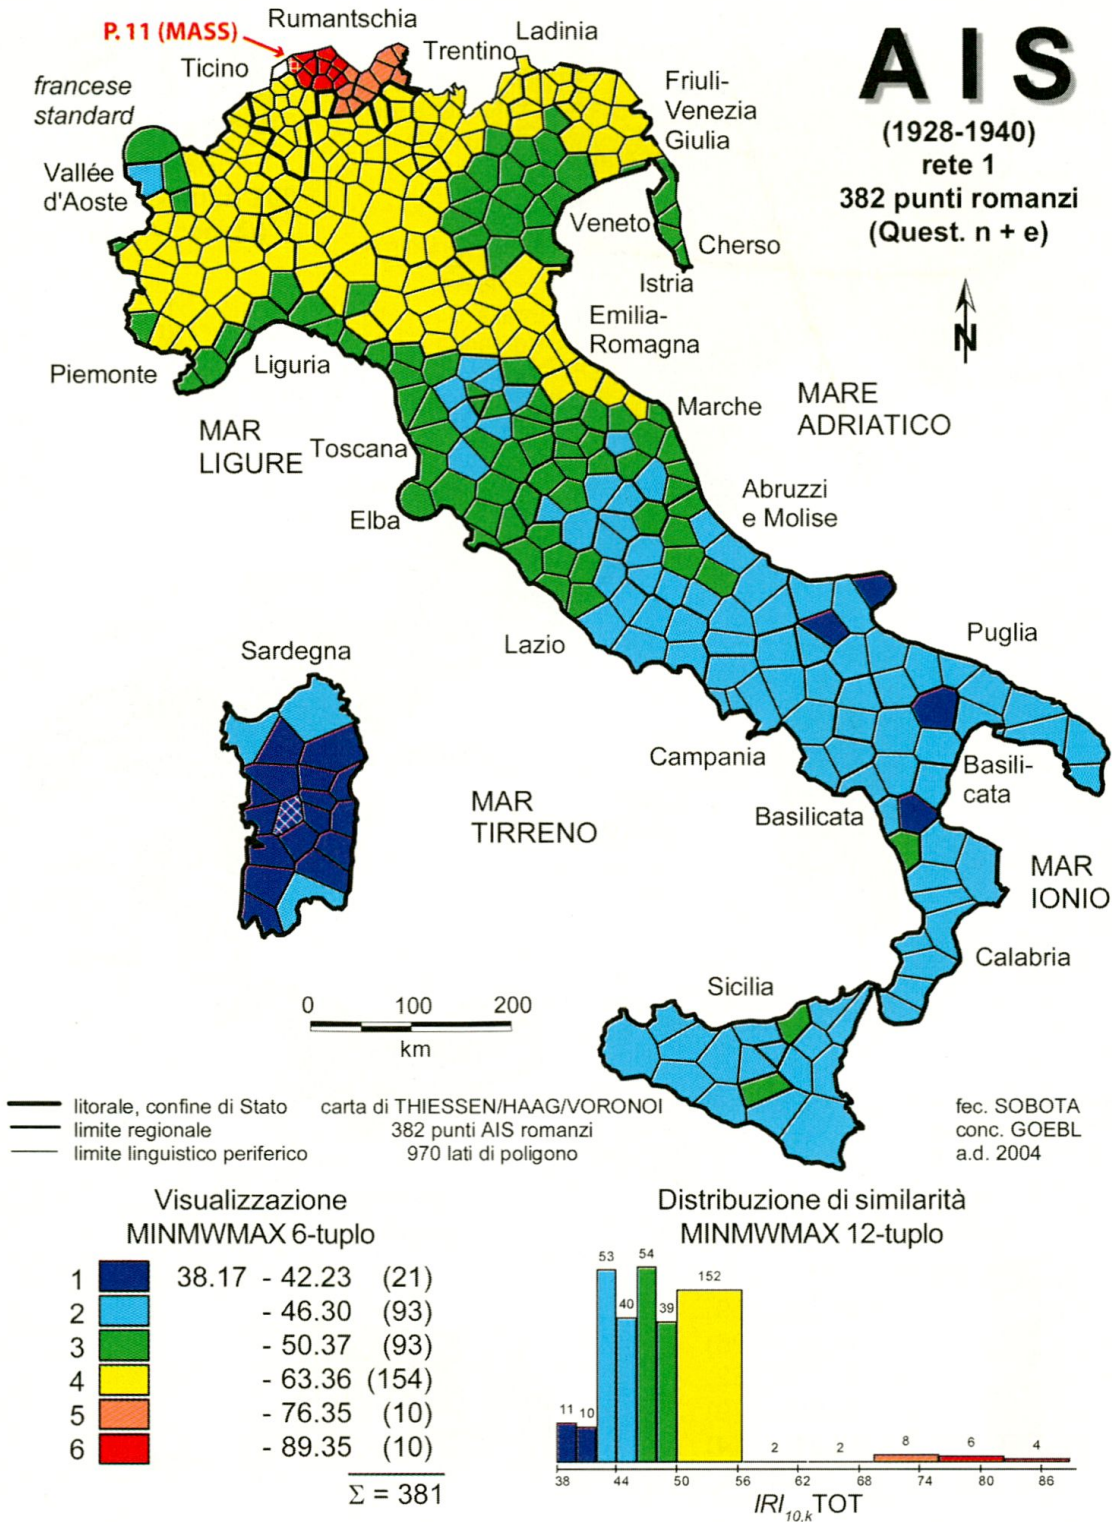 Rumantschia
P. 11 (MASS)
Ladinia
Trentino
Ticino
francese
standard
Friuli-
Venezia
Giulia
Vallée
d'Aoste
Veneto
Cherso
Istria
Emilia-
Romagna
Piemonte
Liguria
Marche
MAR
LIGURE
Toscana
MARE
ADRIATICO
Elba
Abruzzi
e Molise
Lazio
Puglia
Sardegna
Campania
Basili-
cata
Basilicata
MAR
TIRRENO
MAR
IONIO
Calabria
Sicilia
AIS
(1928-1940)
rete 1
382 punti romanzi
(Quest. n + e)
N
0 100 200
km
litorale, confine di Stato
limite regionale
limite linguistico periferico
carta di THIESSEN/HAAG/VORONOI
382 punti AIS romanzi
970 lati di poligono
fec. SOBOTA
conc. GOEBL
a.d. 2004
Visualizzazione
MINMWMAX 6-tuplo
1 38.17 - 42.23 (21)
2 - 46.30 (93)
3 - 50.37 (93)
4 - 63.36 (154)
5 - 76.35 (10)
6 - 89.35 (10)
Σ = 381
Distribuzione di similarità
MINMWMAX 12-tuplo
11 10 53 40 54 39 152 2 2 8 6 4
38 44 50 56 62 68 74 80 86
IRI10,kTOT